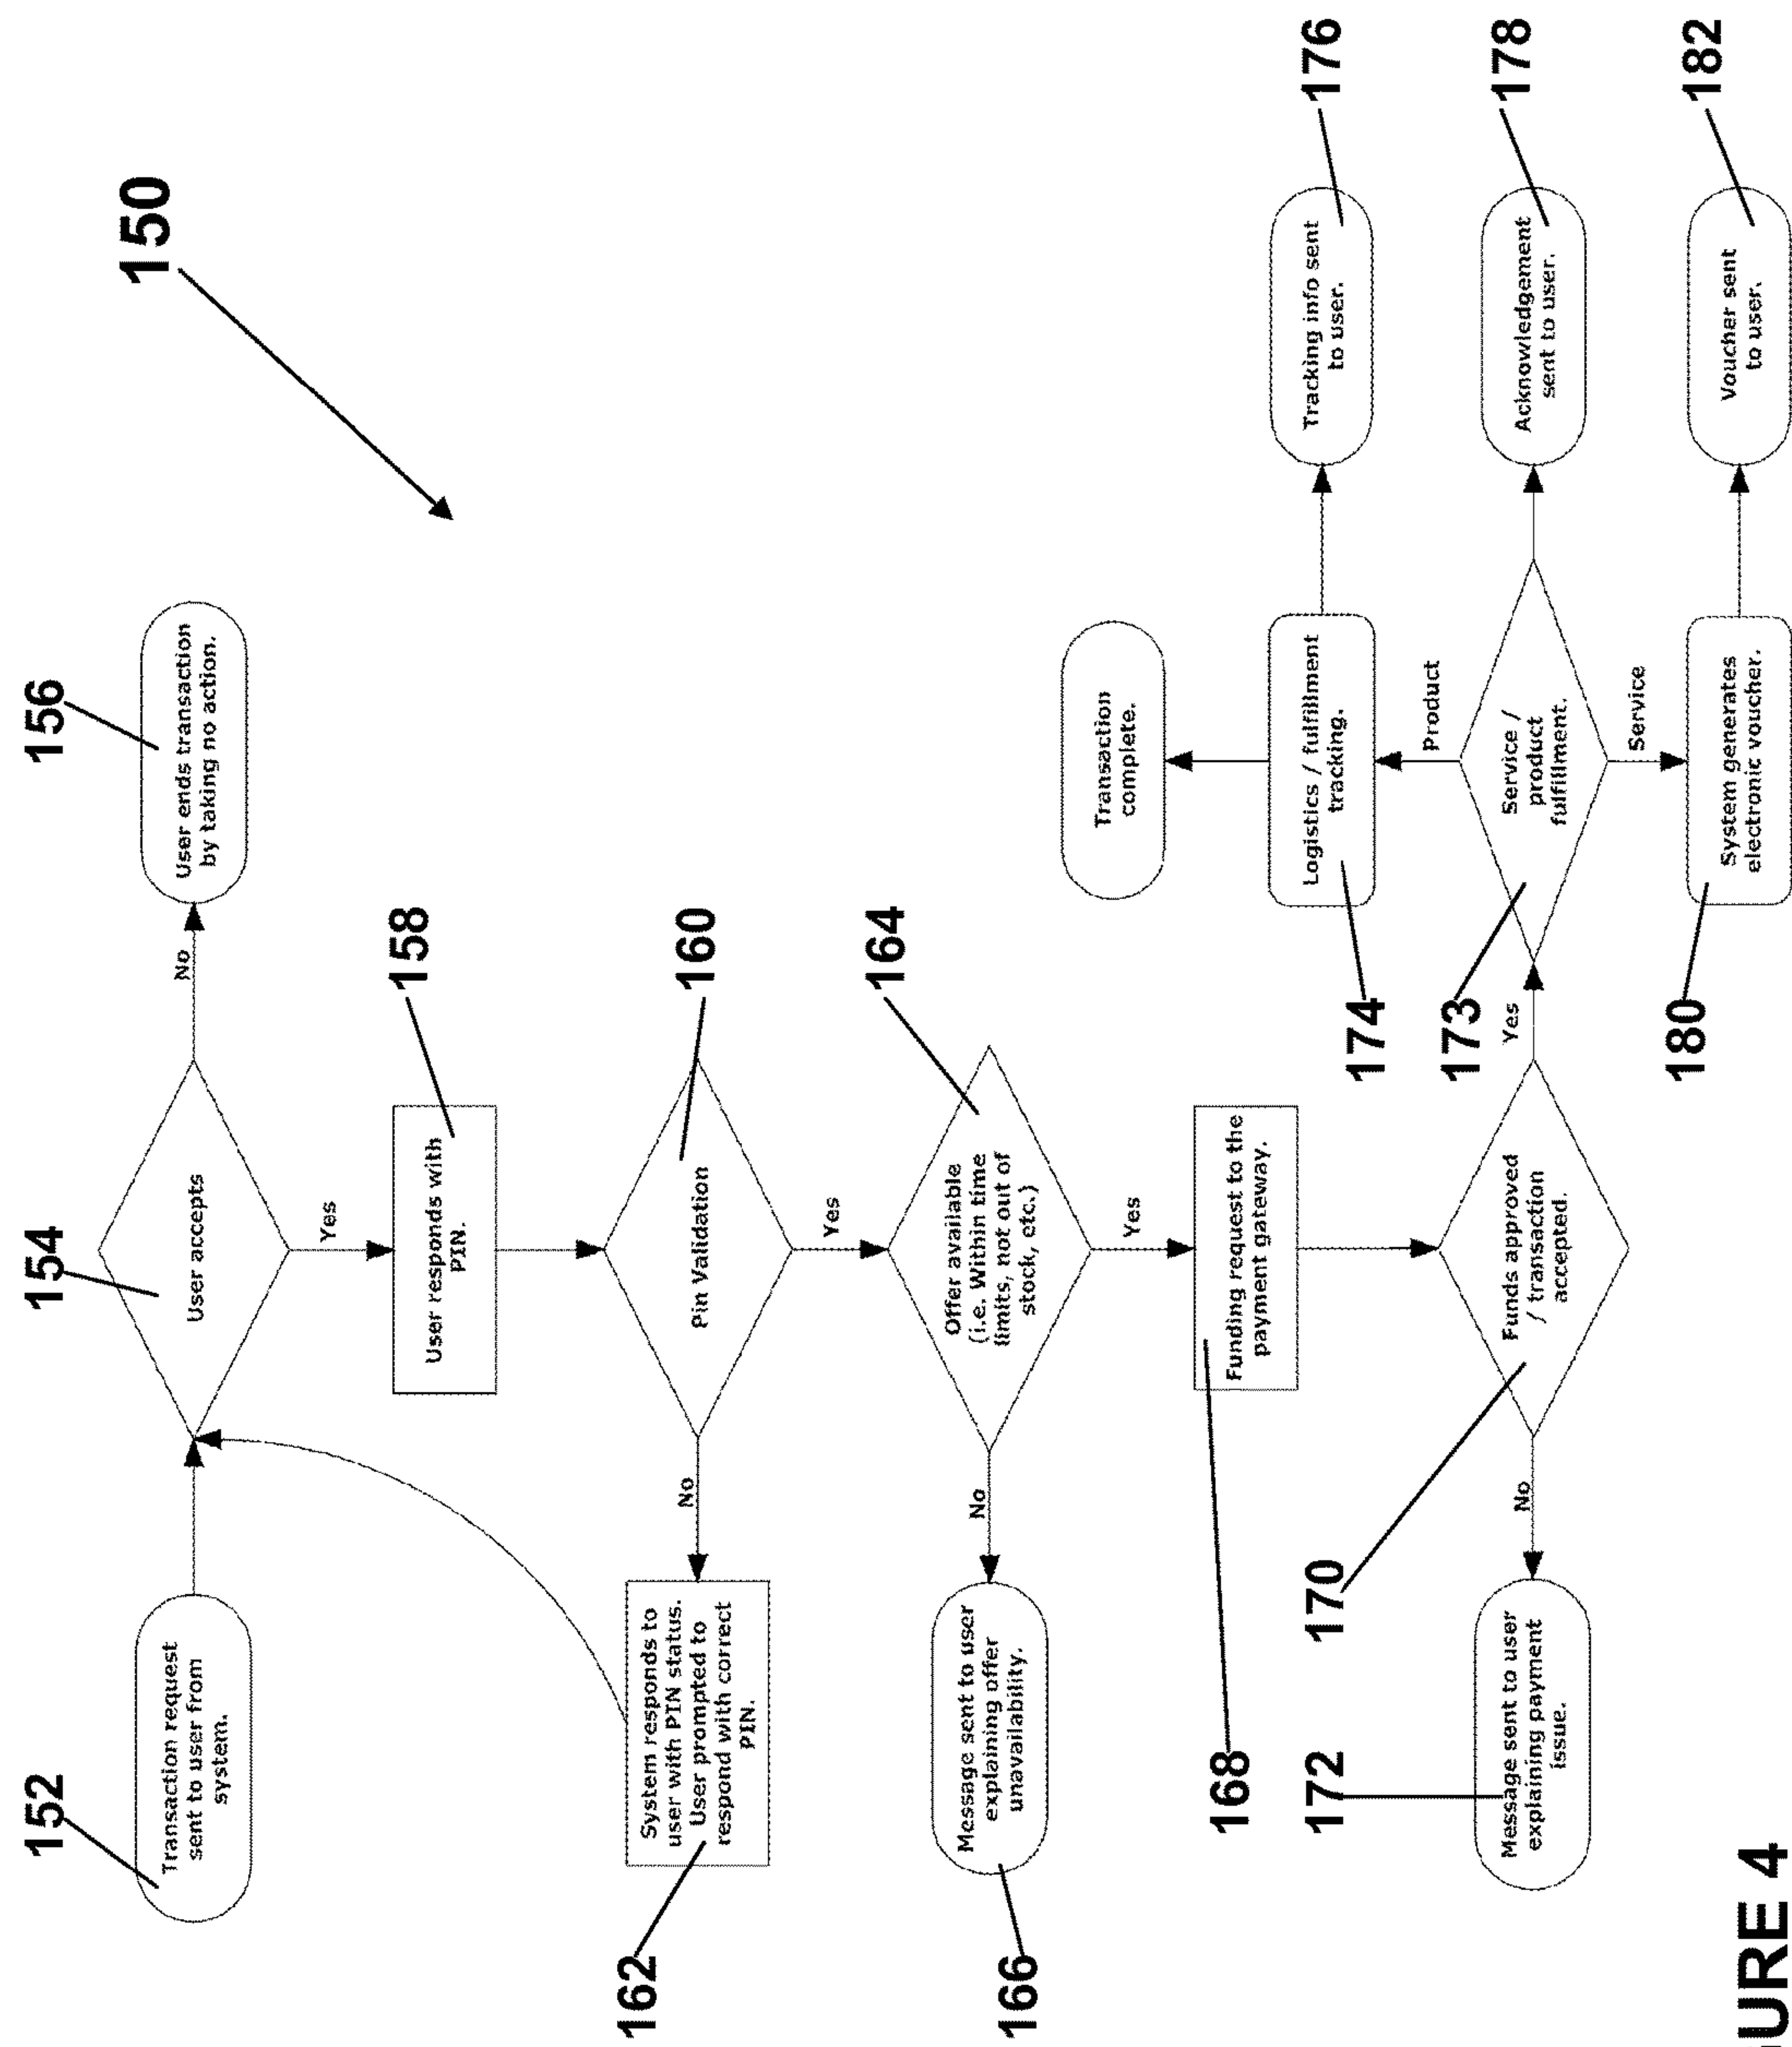 150
152
Transaction request
sent to user from
system.
154
User accepts
No
156
User ends transaction
by taking no action.
Yes
158
User responds with
PIN.
160
Pin Validation
No
162
System responds to
user with PIN status.
User prompted to
respond with correct
PIN.
Yes
164
Offer available
(i.e. Within time
limits, not out of
stock, etc.)
No
166
Message sent to user
explaining offer
unavailability.
Yes
168
Funding request to the
payment gateway.
170
Funds approved
/ transaction
accepted.
No
172
Message sent to user
explaining payment
issue.
Yes
173
Service /
product
fulfillment.
Product
174
Logistics / fulfillment
tracking.
Transaction
complete.
176
Tracking info sent
to user.
178
Acknowledgement
sent to user.
Service
180
System generates
electronic voucher.
182
Voucher sent
to user.
URE 4